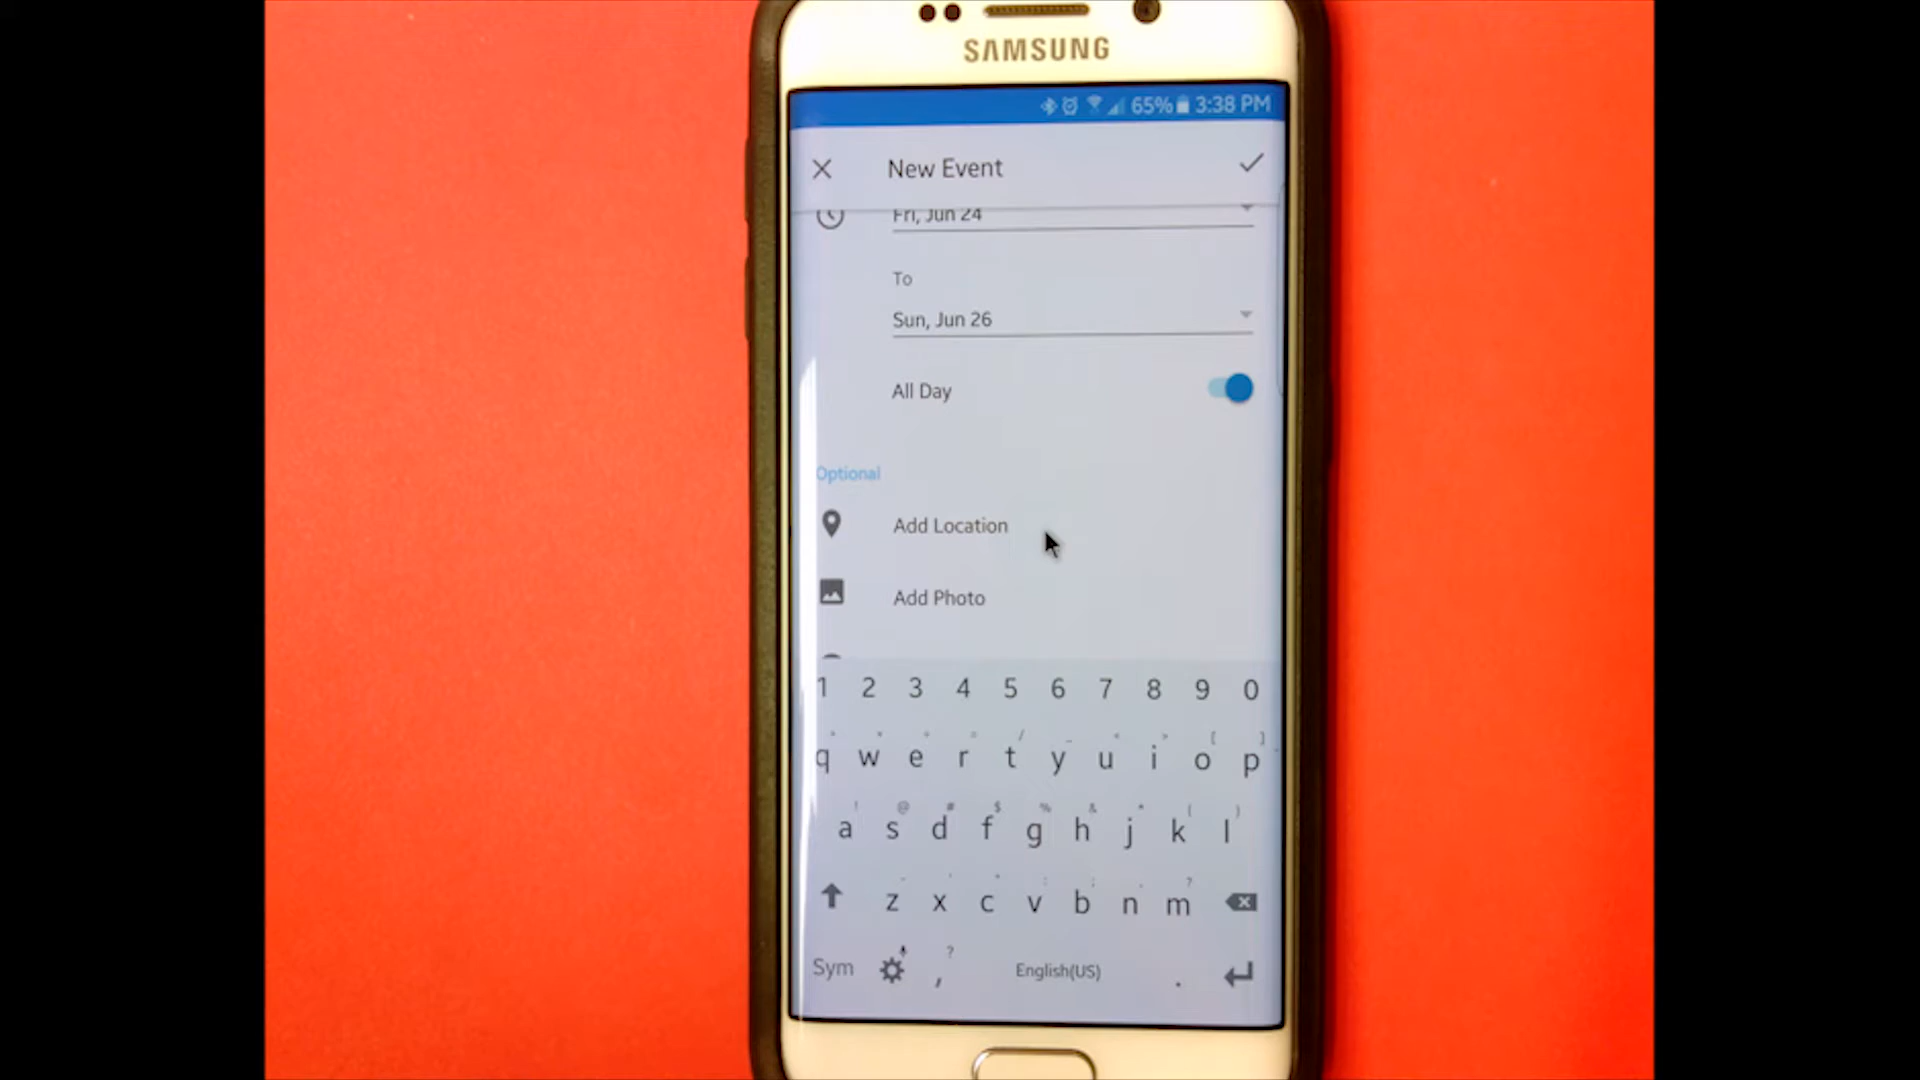 SAMSUNG
65% 3:38 PM
New Event
Fri, Jun 24
To
Sun, Jun 26
All Day
Optional
Add Location
Add Photo
1 2 3 4 5 6 7 8 9 0
q w e r t y u i o p
a s d f g h j k l
z x c v b n m
Sym , English(US) .